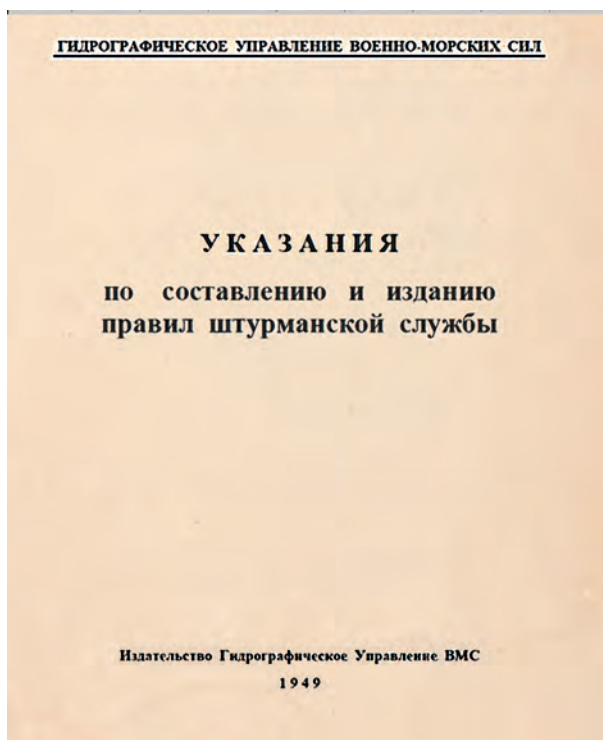 ГИДРОГРАФИЧЕСКОЕ УПРАВЛЕНИЕ ВОЕННО-МОРСКИХ СИЛ
УКАЗАНИЯ
по составлению и изданию
правил штурманской службы
Издательство Гидрографическое Управление ВМС
1949